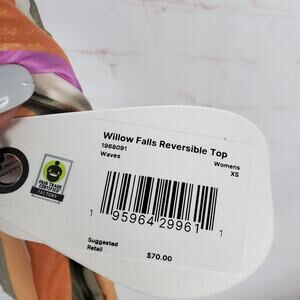 Willow Falls Reversible Top
1968091
Waves
Womens
XS
FAIR TRADE
CERTIFIED
FACTORY
1 95964 29961 1
Suggested
Retail
$70.00